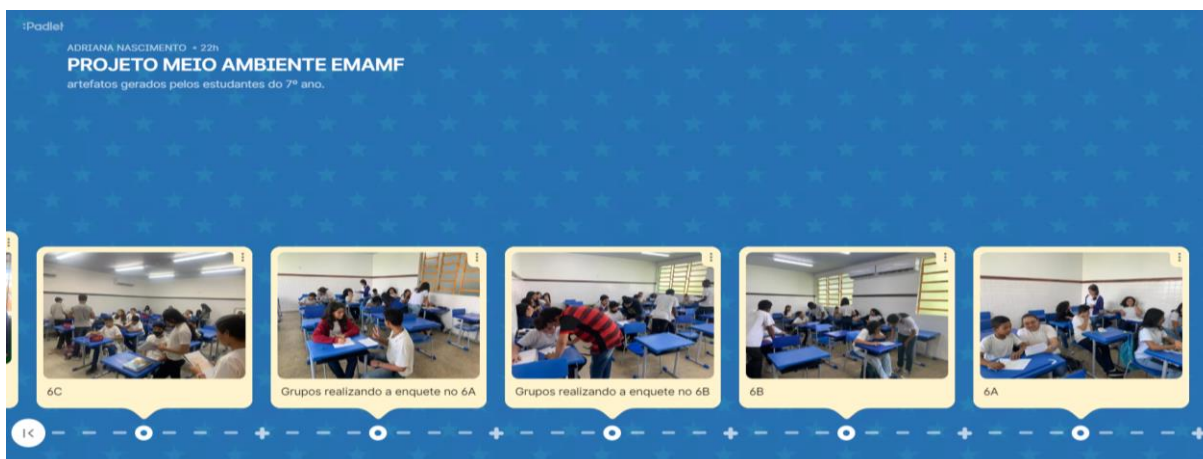 :Padlet
ADRIANA NASCIMENTO • 22h
PROJETO MEIO AMBIENTE EMAMF
artefatos gerados pelos estudantes do 7º ano.
6C
Grupos realizando a enquete no 6A
Grupos realizando a enquete no 6B
6B
6A